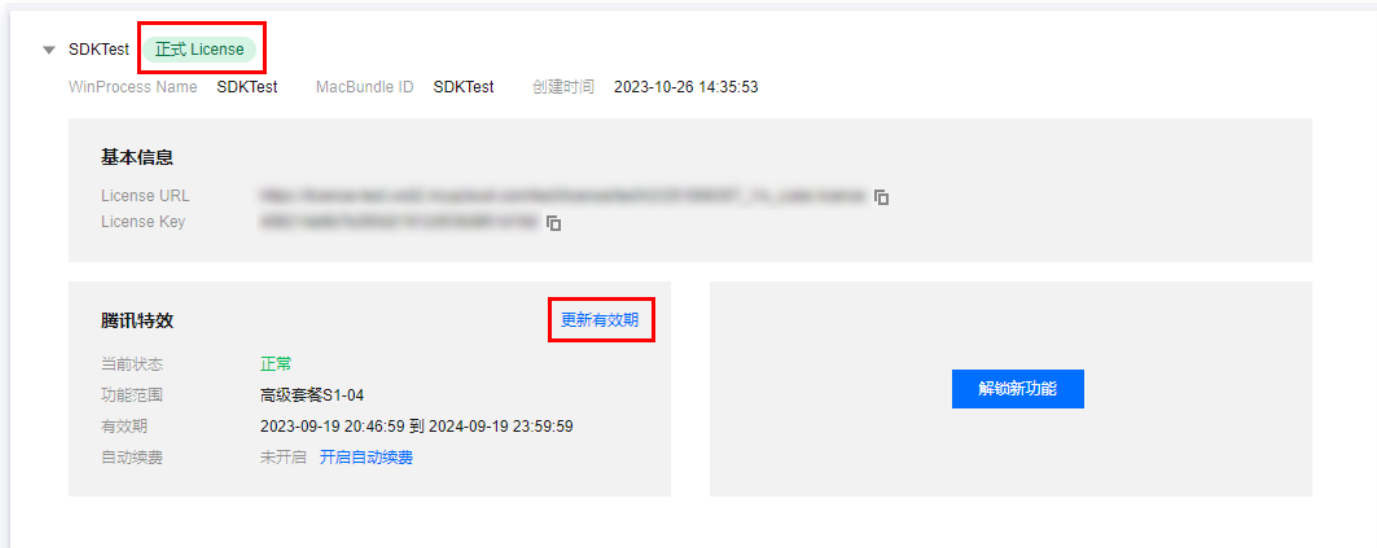 SDKTest 正式 License
WinProcess Name SDKTest MacBundle ID SDKTest 创建时间 2023-10-26 14:35:53
基本信息
License URL
License Key
腾讯特效 更新有效期
当前状态 正常
功能范围 高级套餐S1-04
有效期 2023-09-19 20:46:59 到 2024-09-19 23:59:59
自动续费 未开启 开启自动续费
解锁新功能